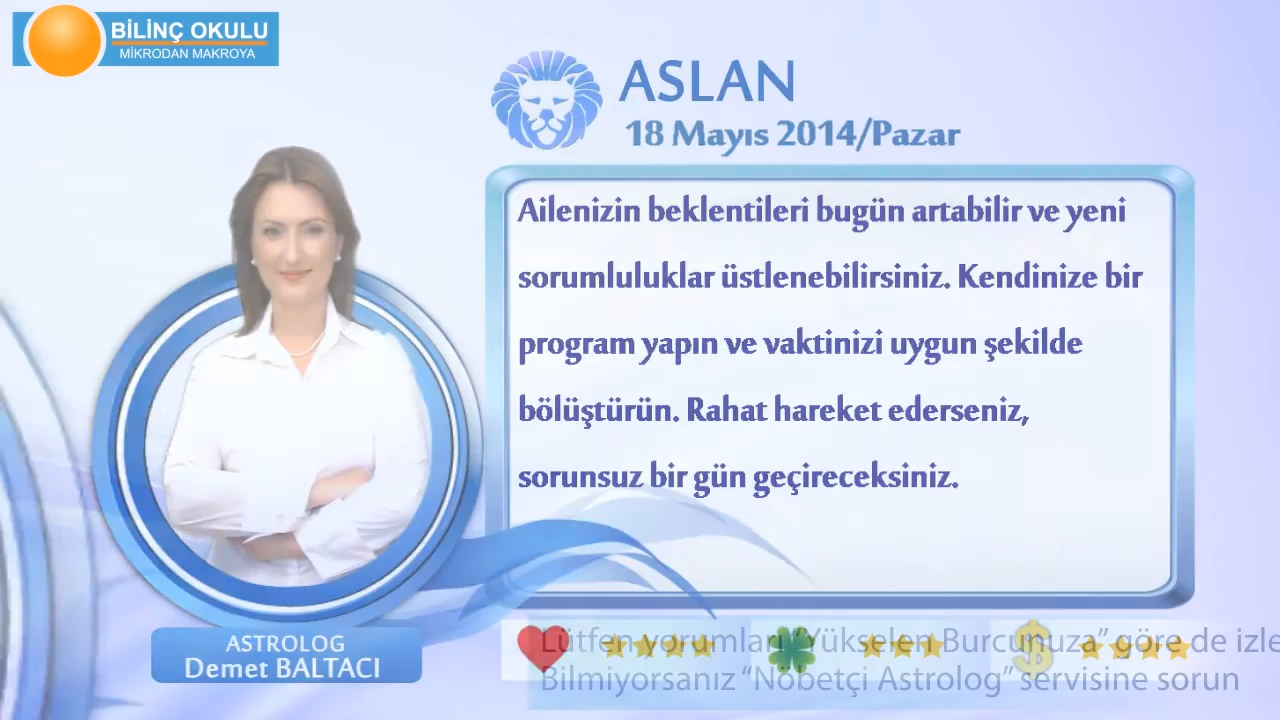 BİLİNÇ OKULU
MİKRODAN MAKROYA
ASLAN
18 Mayıs 2014/Pazar
Ailenizin beklentileri bugün artabilir ve yeni
sorumluluklar üstlenebilirsiniz. Kendinize bir
program yapın ve vaktinizi uygun şekilde
bölüştürün. Rahat hareket ederseniz,
sorunsuz bir gün geçireceksiniz.
ASTROLOG
Demet BALTACI
Lütfen yorumları "Yükselen Burcunuza" göre de izle
Bilmiyorsanız "Nöbetçi Astrolog" servisine sorun